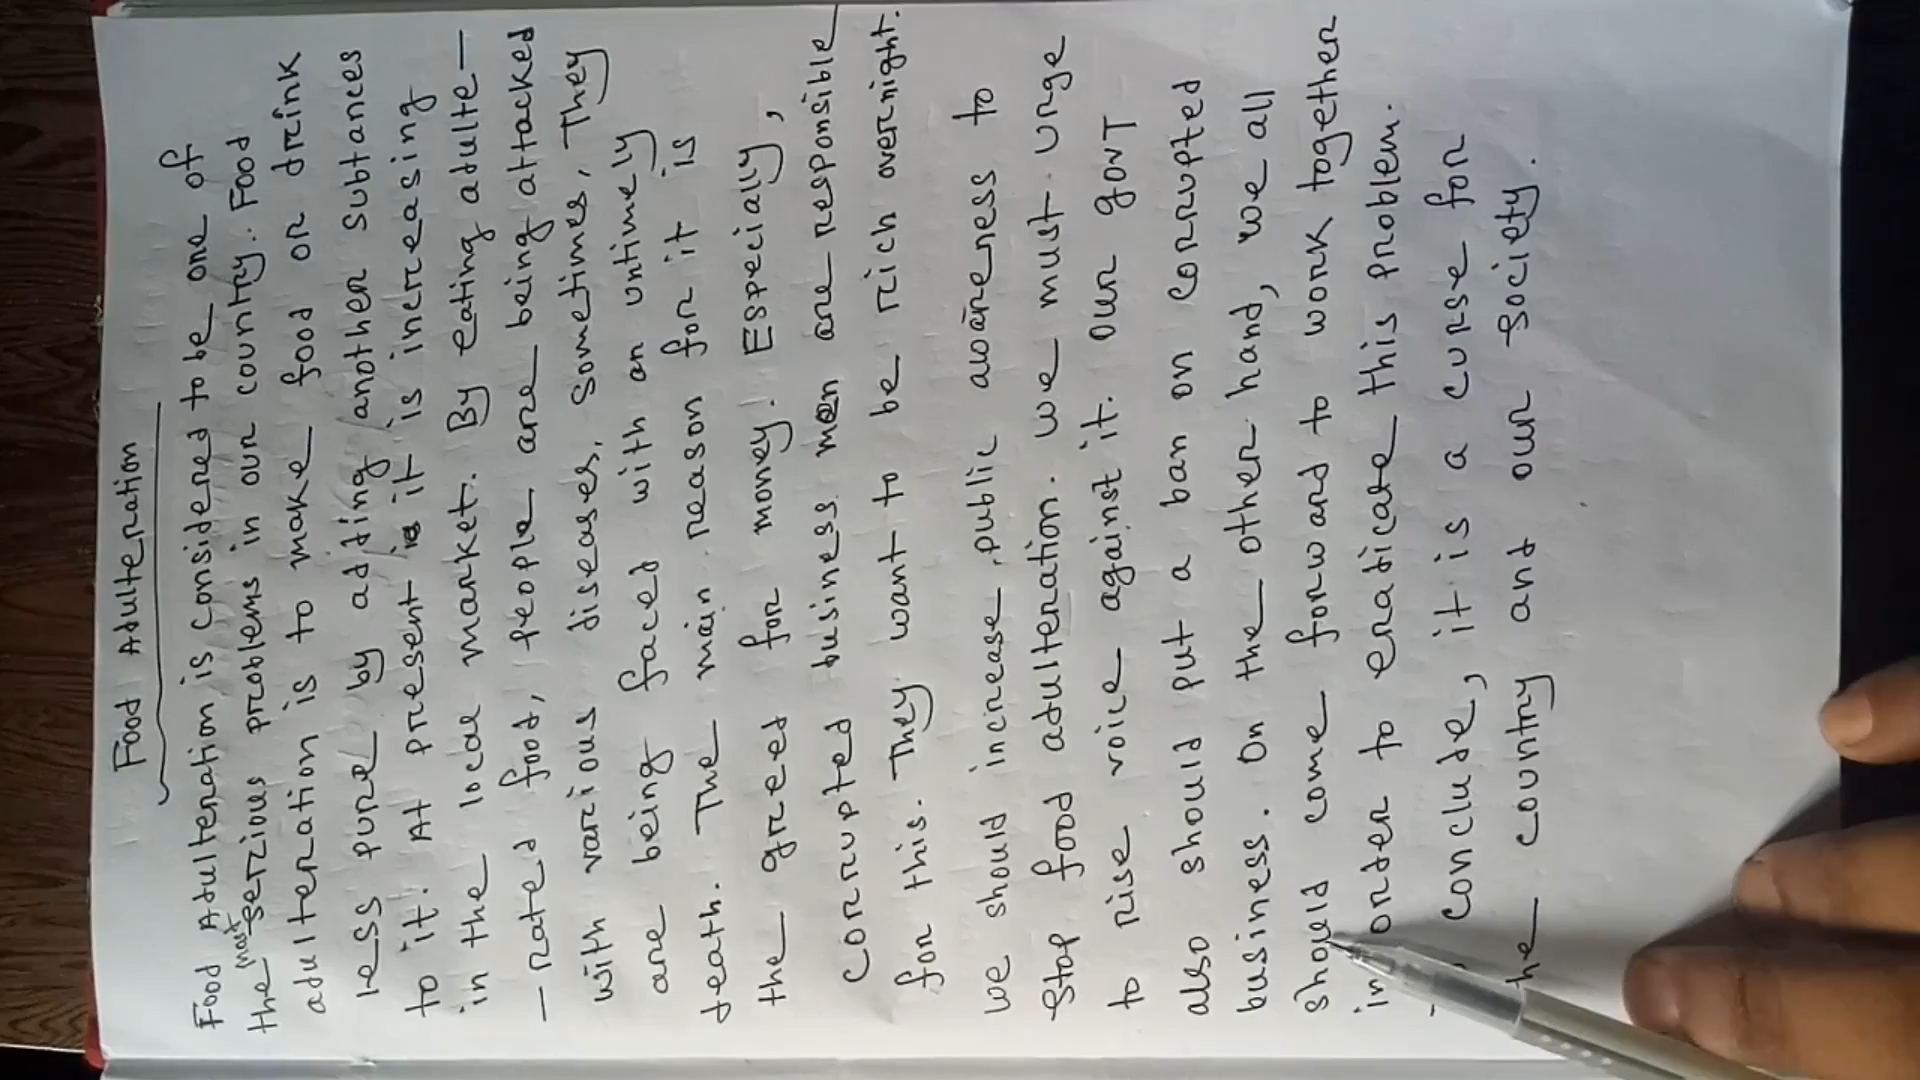 Food Adulteration
Food Adulteration is considered to be one of
the most serious problems in our country. Food
adulteration is to make food or drink
less pure by adding another subtances
to it. At present it is increasing
in the local market. By eating adulte-
-rated food, people are being attacked
with various diseases. Sometimes, They
are being faced with an untimely
death. The main reason for it is
the greed for money. Especially,
corrupted business men are responsible
for this. They want to be rich overnight.
we should increase public awareness to
stop food adulteration. we must urge
to rise voice against it. our govt
also should put a ban on corrupted
business. On the other hand, we all
should come forward to work together
in order to eradicate this problem.
conclude, it is a curse for
the country and our society.